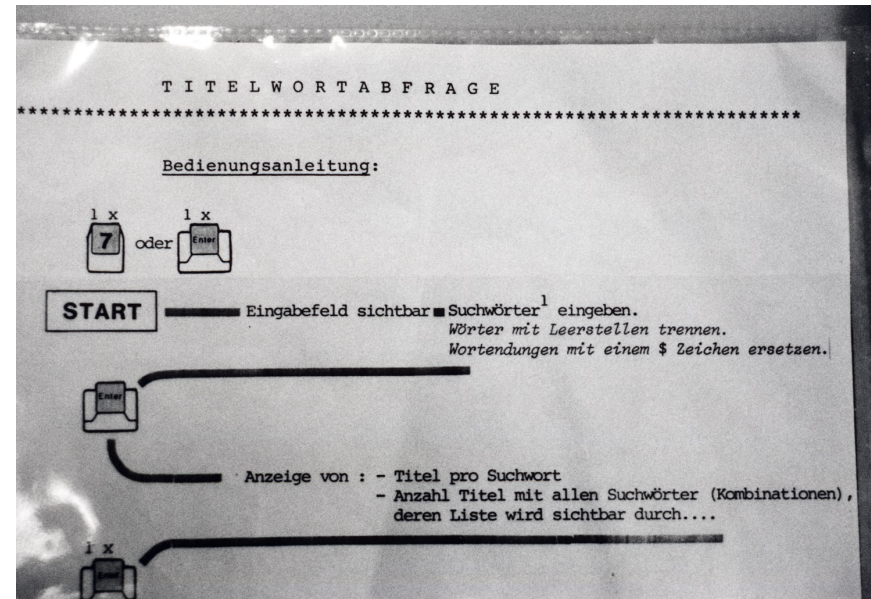 T I T E L W O R T A B F R A G E
**********************************************************************
Bedienungsanleitung:
1 x 1 x
7 oder Enter
START Eingabefeld sichtbar Suchwörter1 eingeben.
Wörter mit Leerstellen trennen.
Wortendungen mit einem $ Zeichen ersetzen.
Enter
Anzeige von : - Titel pro Suchwort
- Anzahl Titel mit allen Suchwörter (Kombinationen),
deren Liste wird sichtbar durch....
1 x
Enter